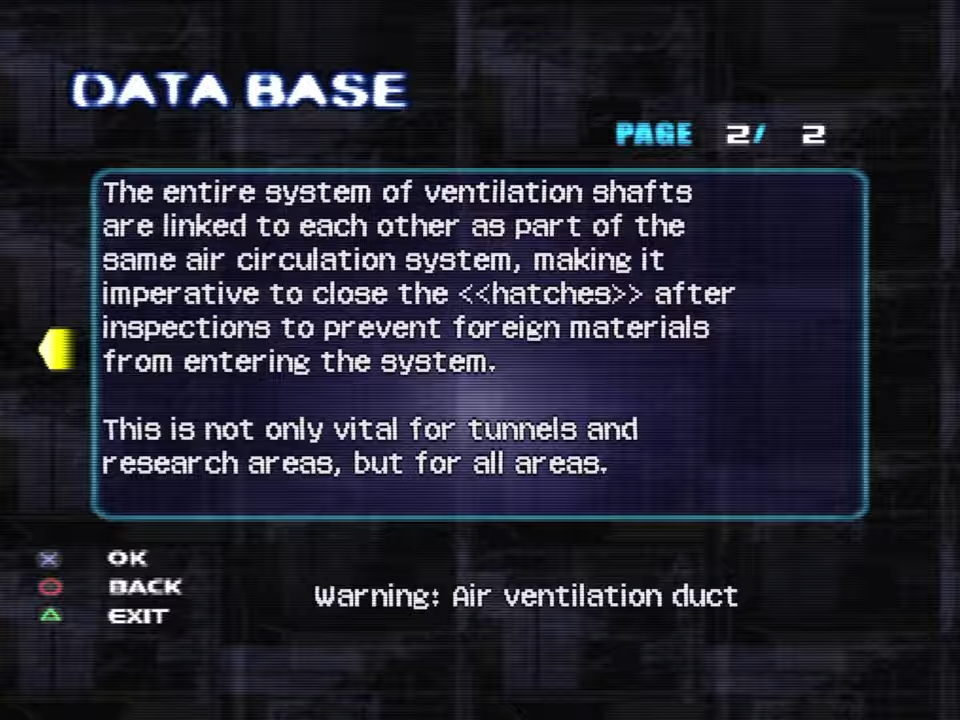 DATA BASE
PAGE 2/ 2
The entire system of ventilation shafts
are linked to each other as part of the
same air circulation system, making it
imperative to close the <<hatches>> after
inspections to prevent foreign materials
from entering the system.
This is not only vital for tunnels and
research areas, but for all areas.
OK
BACK
EXIT
Warning: Air ventilation duct